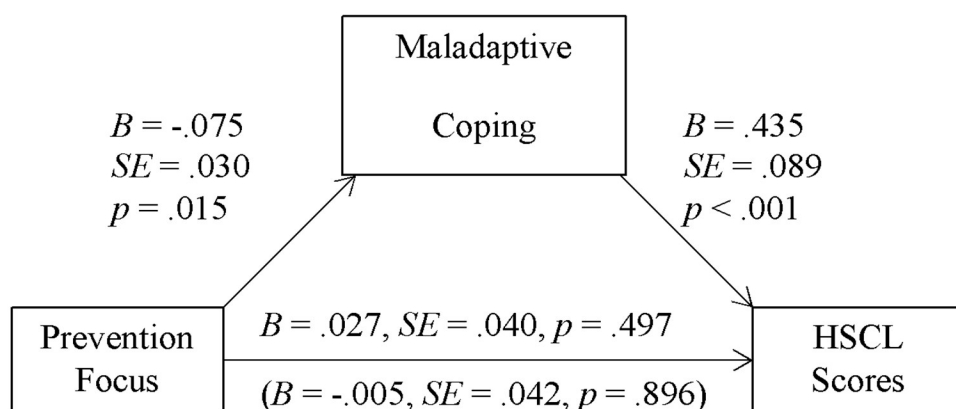 Maladaptive
Coping
B = -.075
SE = .030
p = .015
B = .435
SE = .089
p < .001
Prevention
Focus
B = .027, SE = .040, p = .497
(B = -.005, SE = .042, p = .896)
HSCL
Scores